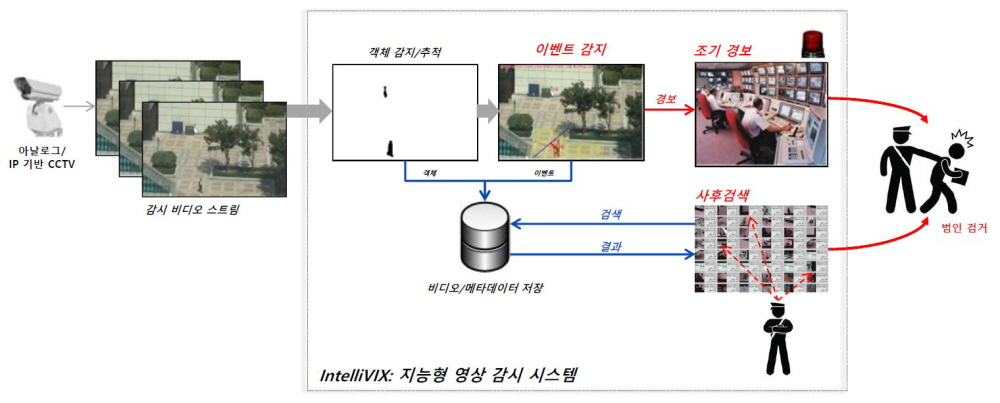 아날로그/
IP 기반 CCTV
감시 비디오 스트림
객체 감지/추적
이벤트 감지
조기 경보
경보
객체
이벤트
사후검색
검색
결과
비디오/메타데이터 저장
범인 검거
IntelliVIX: 지능형 영상 감시 시스템